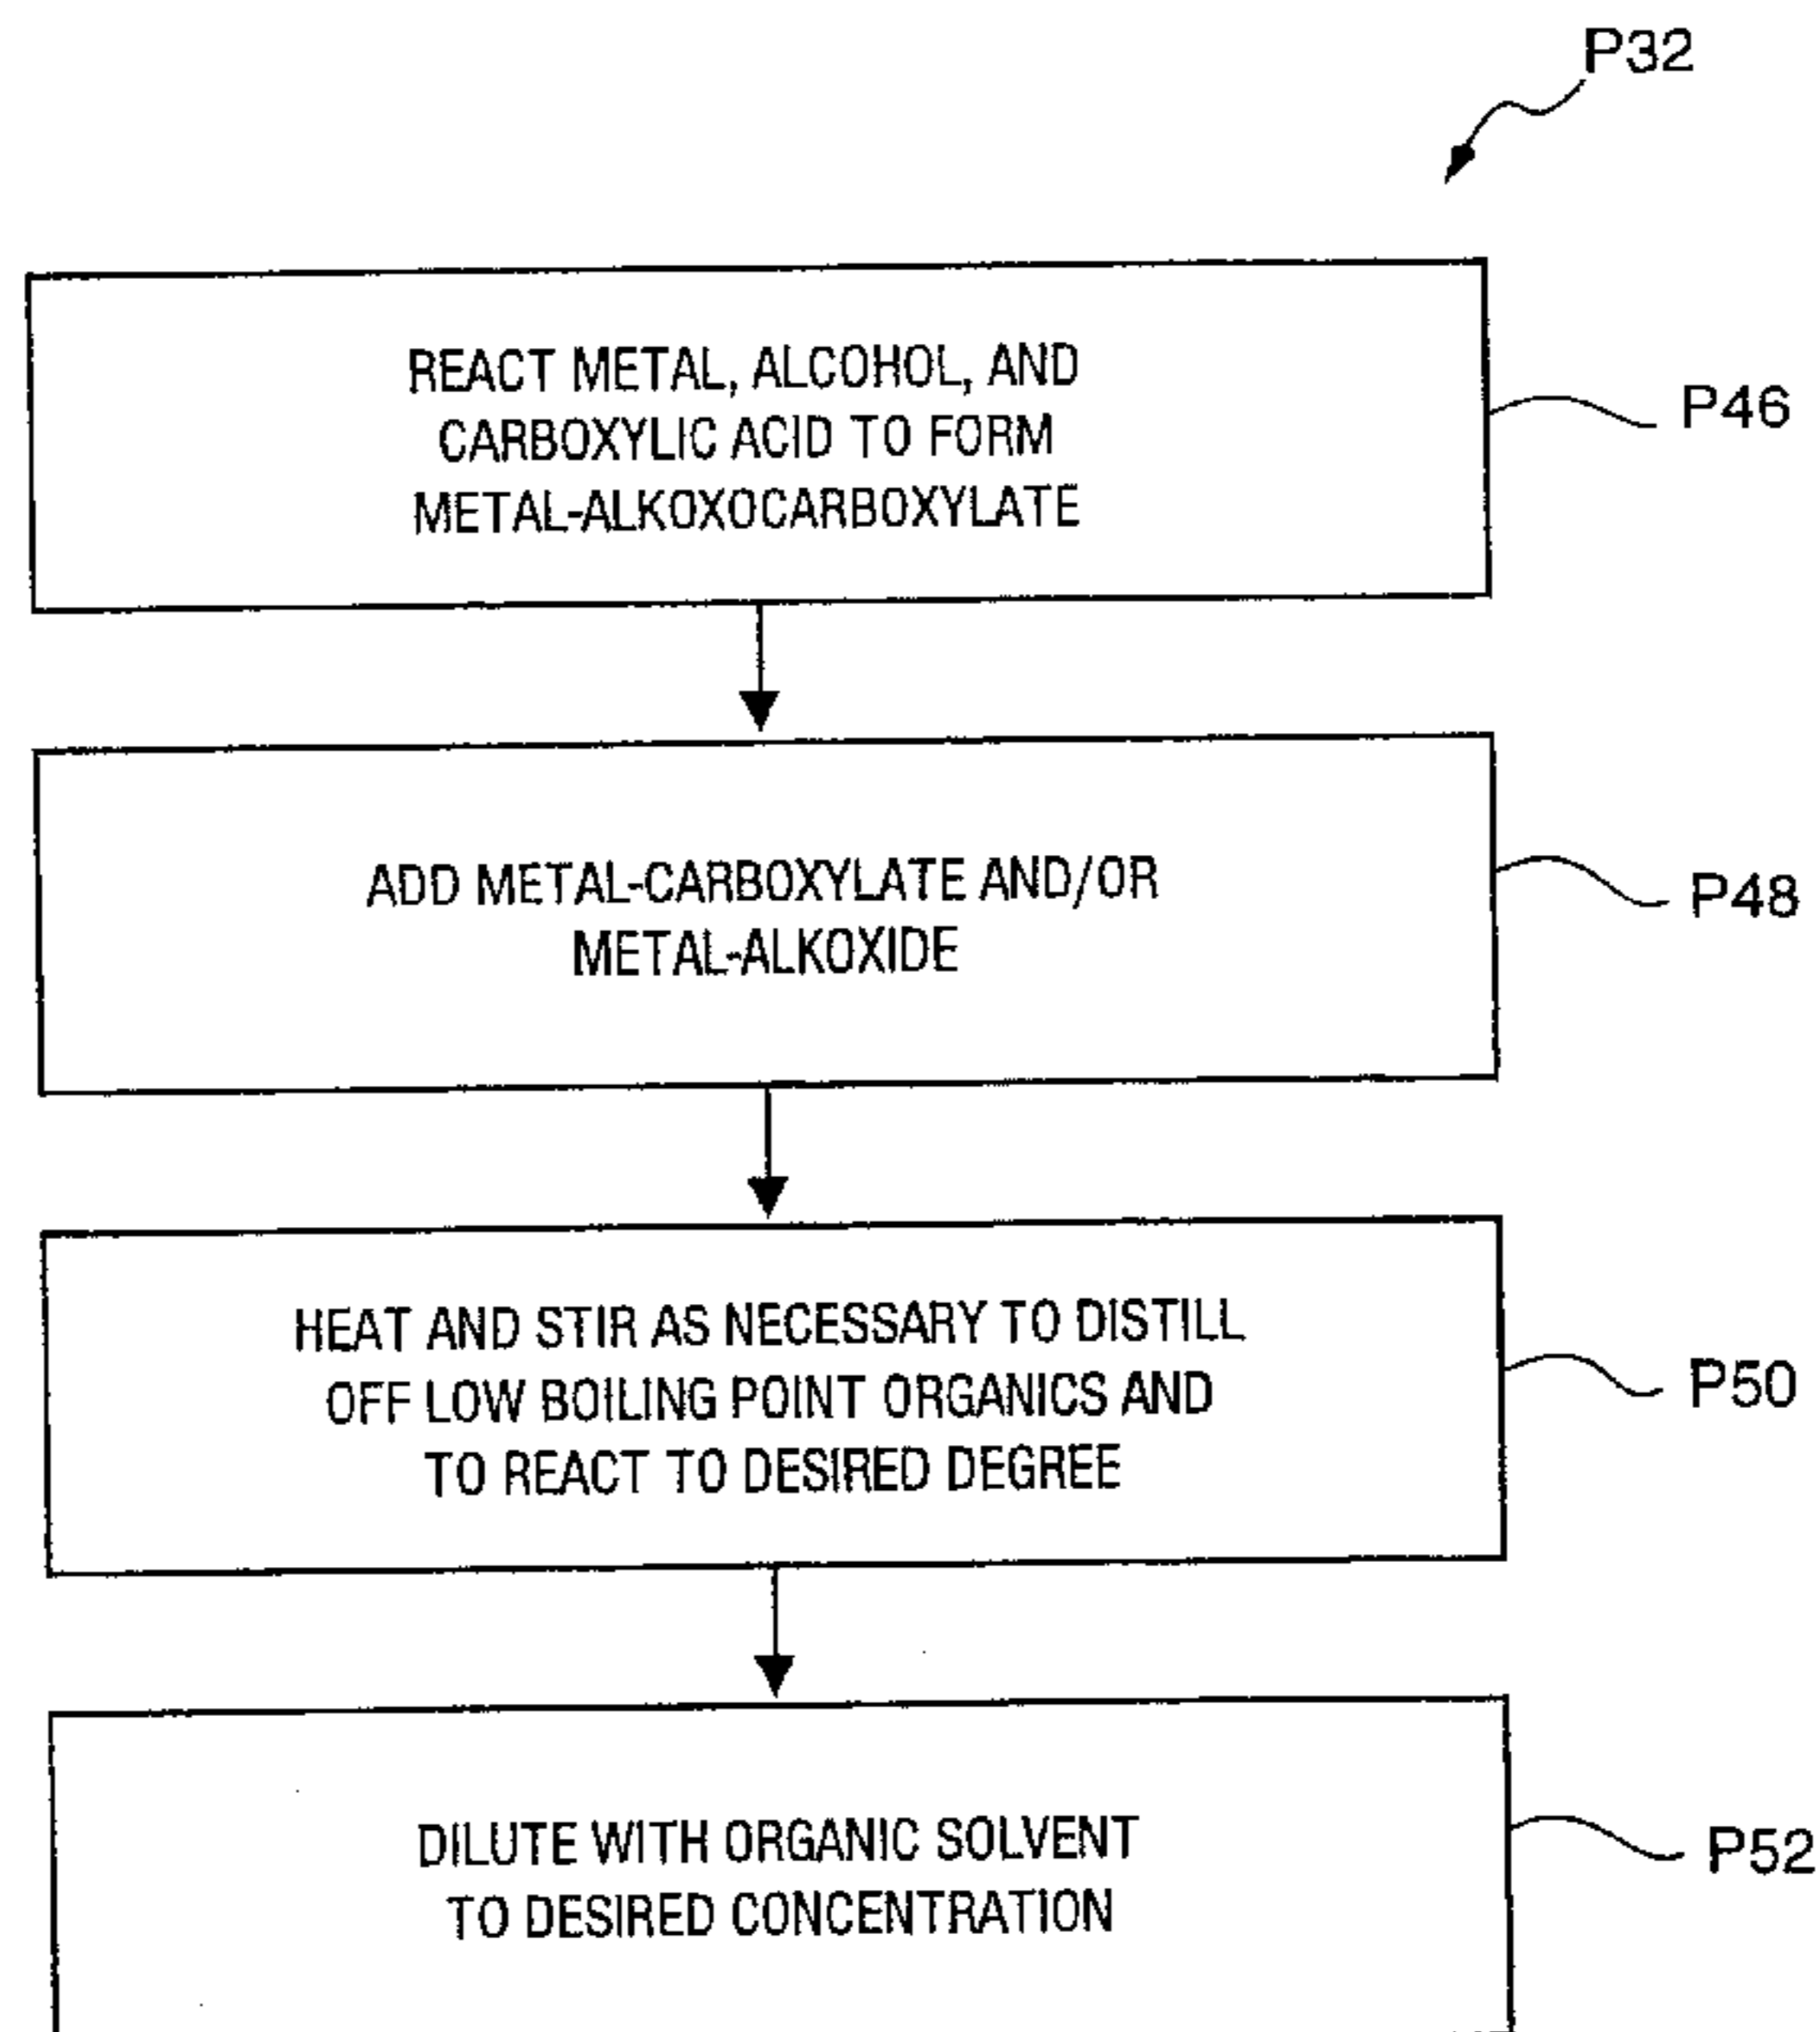 P32
REACT METAL, ALCOHOL, AND
CARBOXYLIC ACID TO FORM
METAL-ALKOXOCARBOXYLATE
P46
ADD METAL-CARBOXYLATE AND/OR
METAL-ALKOXIDE
P48
HEAT AND STIR AS NECESSARY TO DISTILL
OFF LOW BOILING POINT ORGANICS AND
TO REACT TO DESIRED DEGREE
P50
DILUTE WITH ORGANIC SOLVENT
TO DESIRED CONCENTRATION
P52